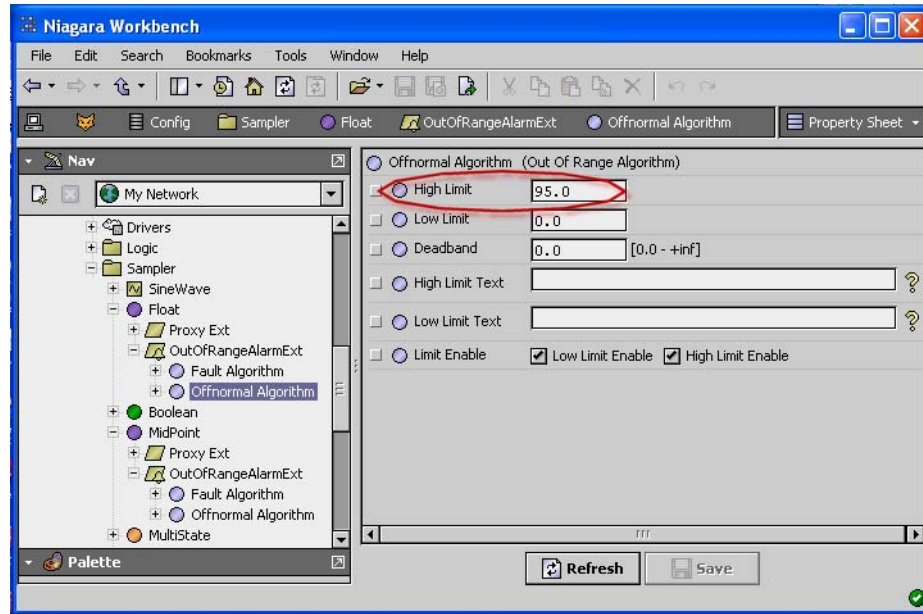 Niagara Workbench
File Edit Search Bookmarks Tools Window Help
Config Sampler Float OutOfRangeAlarmExt Offnormal Algorithm Property Sheet
Nav
My Network
Drivers
Logic
Sampler
SineWave
Float
Proxy Ext
OutOfRangeAlarmExt
Fault Algorithm
Offnormal Algorithm
Boolean
MidPoint
Proxy Ext
OutOfRangeAlarmExt
Fault Algorithm
Offnormal Algorithm
MultiState
Palette
Offnormal Algorithm (Out Of Range Algorithm)
High Limit 95.0
Low Limit 0.0
Deadband 0.0 [0.0 - +inf]
High Limit Text
Low Limit Text
Limit Enable Low Limit Enable High Limit Enable
Refresh Save